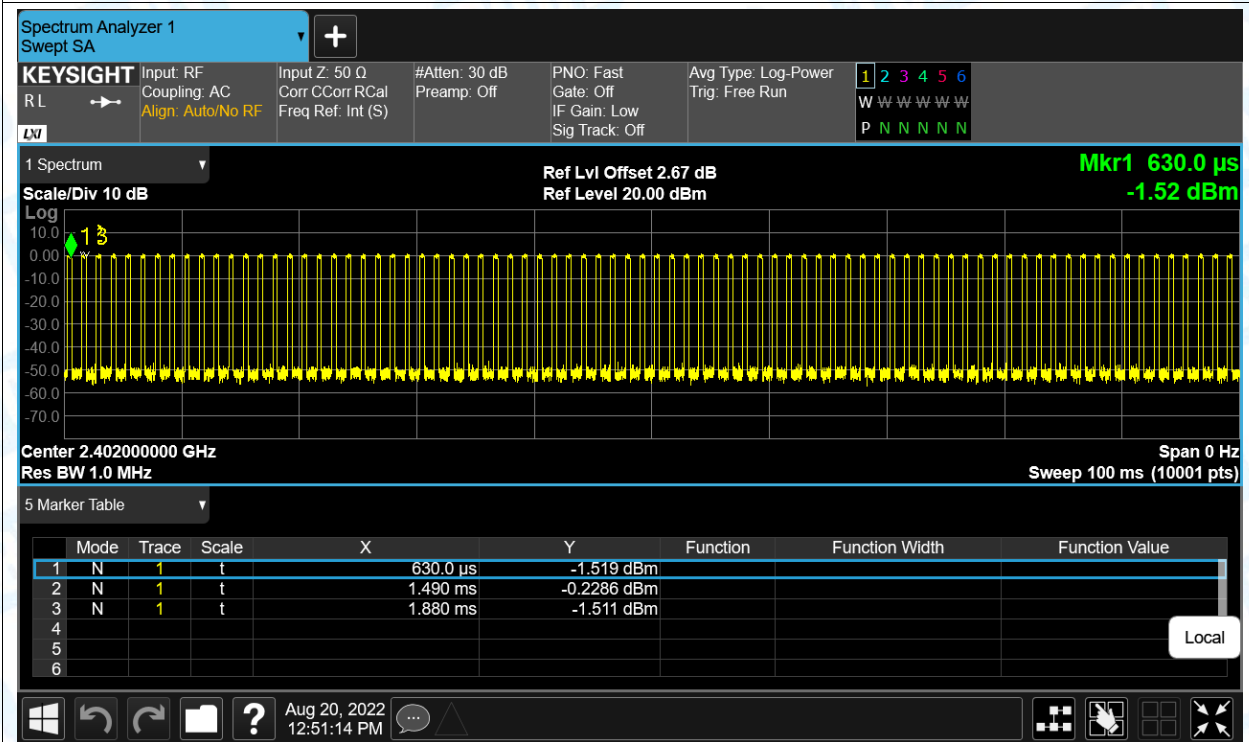 Spectrum Analyzer 1
Swept SA
+
KEYSIGHT Input: RF Input Z: 50 Ω #Atten: 30 dB PNO: Fast Avg Type: Log-Power 1 2 3 4 5 6
R L Coupling: AC Corr CCorr RCal Preamp: Off Gate: Off Trig: Free Run W W W W W W
Align: Auto/No RF Freq Ref: Int (S) IF Gain: Low
LXI Sig Track: Off P N N N N N
1 Spectrum Ref Lvl Offset 2.67 dB Mkr1 630.0 µs
Scale/Div 10 dB Ref Level 20.00 dBm -1.52 dBm
Log
10.0
0.00
-10.0
-20.0
-30.0
-40.0
-50.0
-60.0
-70.0
Center 2.402000000 GHz Span 0 Hz
Res BW 1.0 MHz Sweep 100 ms (10001 pts)
5 Marker Table
Mode Trace Scale X Y Function Function Width Function Value
1 N 1 t 630.0 µs -1.519 dBm
2 N 1 t 1.490 ms -0.2286 dBm
3 N 1 t 1.880 ms -1.511 dBm
4
5
6
Local
? Aug 20, 2022
12:51:14 PM